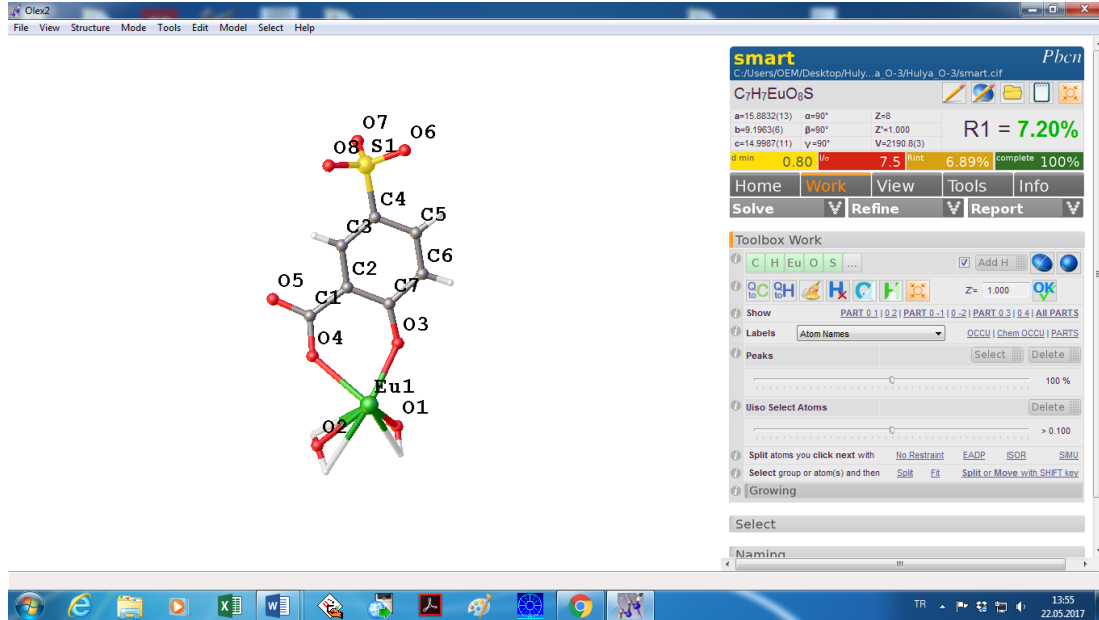 Olex2
File View Structure Mode Tools Edit Model Select Help
smart Pbcn
C:/Users/OEM/Desktop/Huly...a_O-3/Hulya_O-3/smart.cif
C₇H₇EuO₈S
a=15.8832(13) α=90° Z=8
b=9.1963(6) β=90° Z'=1.000
c=14.9987(11) γ=90° V=2190.8(3)
R1 = 7.20%
d min 0.80 I/σ 7.5 Rint 6.89% complete 100%
Home Work View Tools Info
Solve Refine Report
Toolbox Work
C H Eu O S ... Add H
Z'= 1.000 OK
Show PART 0 1 | 0 2 | PART 0 -1 | 0 -2 | PART 0 3 | 0 4 | All PARTS
Labels Atom Names OCCU | Chem OCCU | PARTS
Peaks Select Delete
100 %
Uiso Select Atoms Delete
> 0.100
Split atoms you click next with No Restraint EADP ISOR SIMU
Select group or atom(s) and then Split Fit Split or Move with SHIFT key
Growing
Select
Naming
O7
O6
O8 S1
C4
C3 C5
C2 C6
O5 C1 C7
O4 O3
Eu1
O2 O1
TR 13:55
22.05.2017